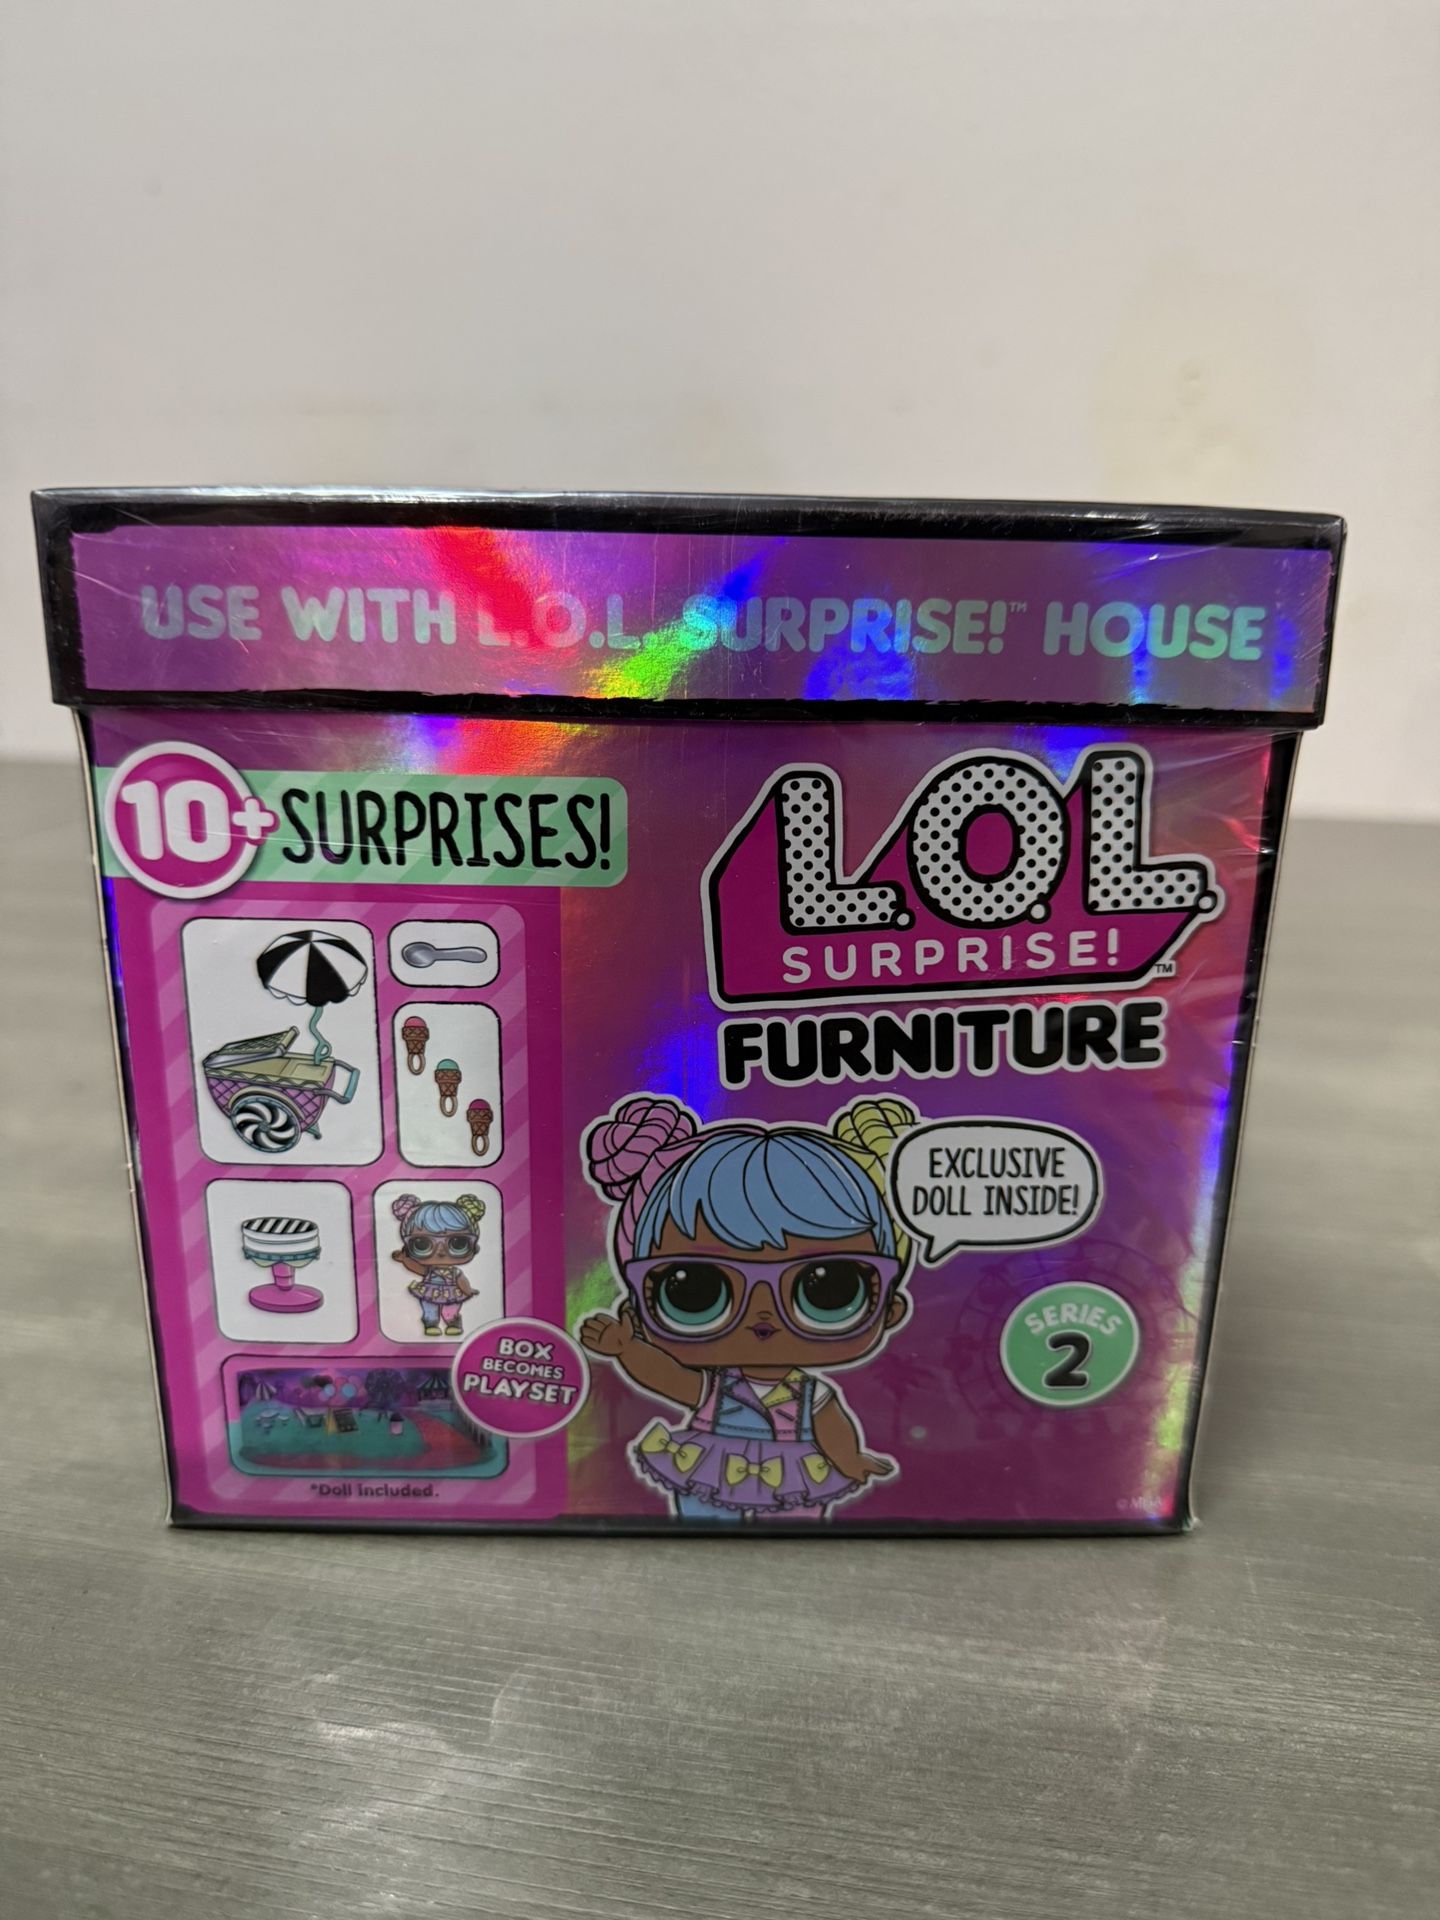 USE WITH L.O.L. SURPRISE!™ HOUSE
10+ SURPRISES!
L.O.L.
SURPRISE!™
FURNITURE
EXCLUSIVE
DOLL INSIDE!
SERIES
2
BOX
BECOMES
PLAYSET
*Doll included.
© MGA